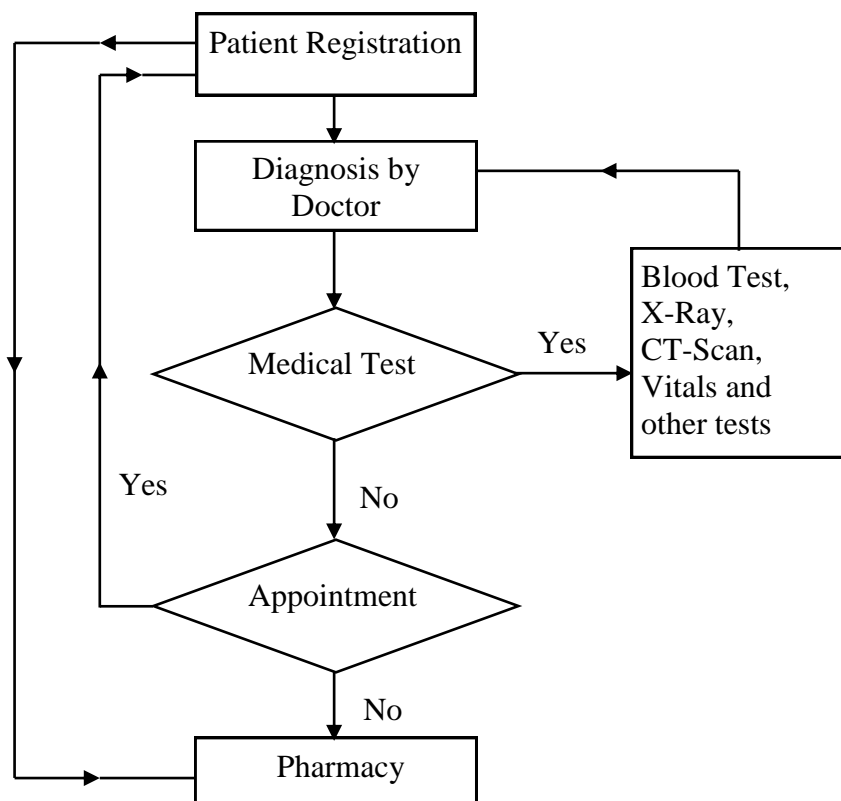 Patient Registration
Diagnosis by
Doctor
Medical Test
Yes
Blood Test,
X-Ray,
CT-Scan,
Vitals and
other tests
Yes
No
Appointment
No
Pharmacy